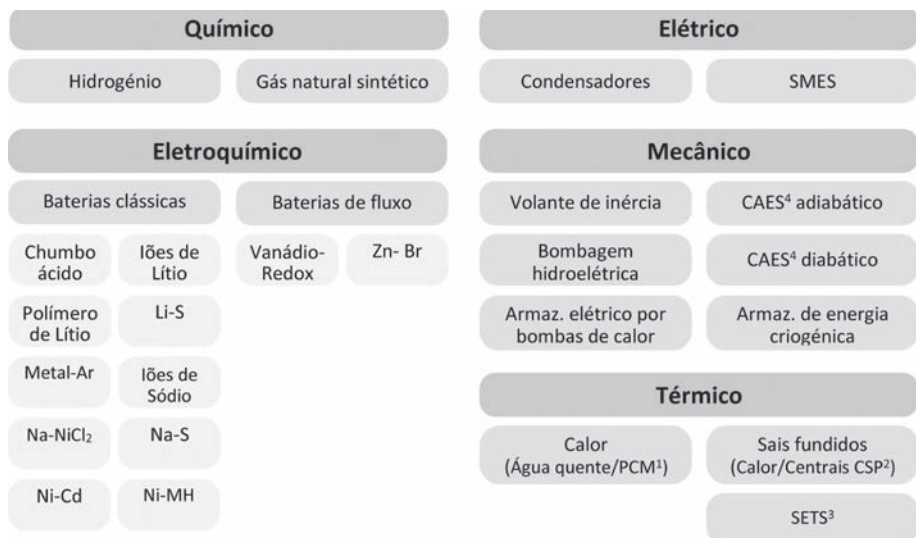 Químico
Hidrogénio
Gás natural sintético
Eletroquímico
Baterias clássicas
Baterias de fluxo
Chumbo
ácido
Iões de
Lítio
Vanádio-
Redox
Zn- Br
Polímero
de Lítio
Li-S
Metal-Ar
Iões de
Sódio
Na-NiCl₂
Na-S
Ni-Cd
Ni-MH
Elétrico
Condensadores
SMES
Mecânico
Volante de inércia
CAES⁴ adiabático
Bombagem
hidroelétrica
CAES⁴ diabático
Armaz. elétrico por
bombas de calor
Armaz. de energia
criogénica
Térmico
Calor
(Água quente/PCM¹)
Sais fundidos
(Calor/Centrais CSP²)
SETS³